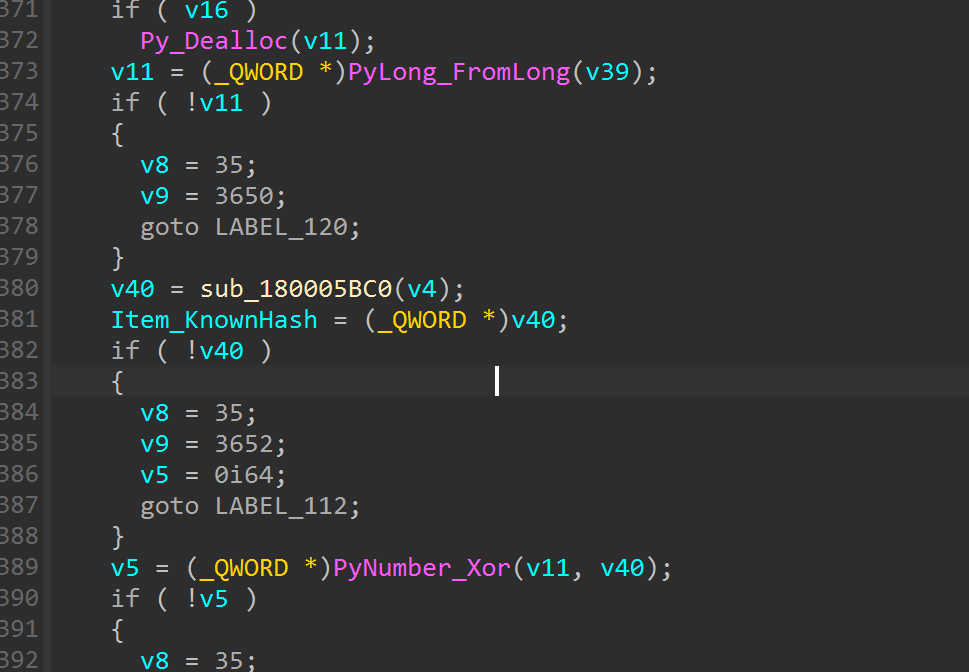 371 if ( v16 )
372 Py_Dealloc(v11);
373 v11 = (_QWORD *)PyLong_FromLong(v39);
374 if ( !v11 )
375 {
376 v8 = 35;
377 v9 = 3650;
378 goto LABEL_120;
379 }
380 v40 = sub_180005BC0(v4);
381 Item_KnownHash = (_QWORD *)v40;
382 if ( !v40 )
383 {
384 v8 = 35;
385 v9 = 3652;
386 v5 = 0i64;
387 goto LABEL_112;
388 }
389 v5 = (_QWORD *)PyNumber_Xor(v11, v40);
390 if ( !v5 )
391 {
392 v8 = 35;